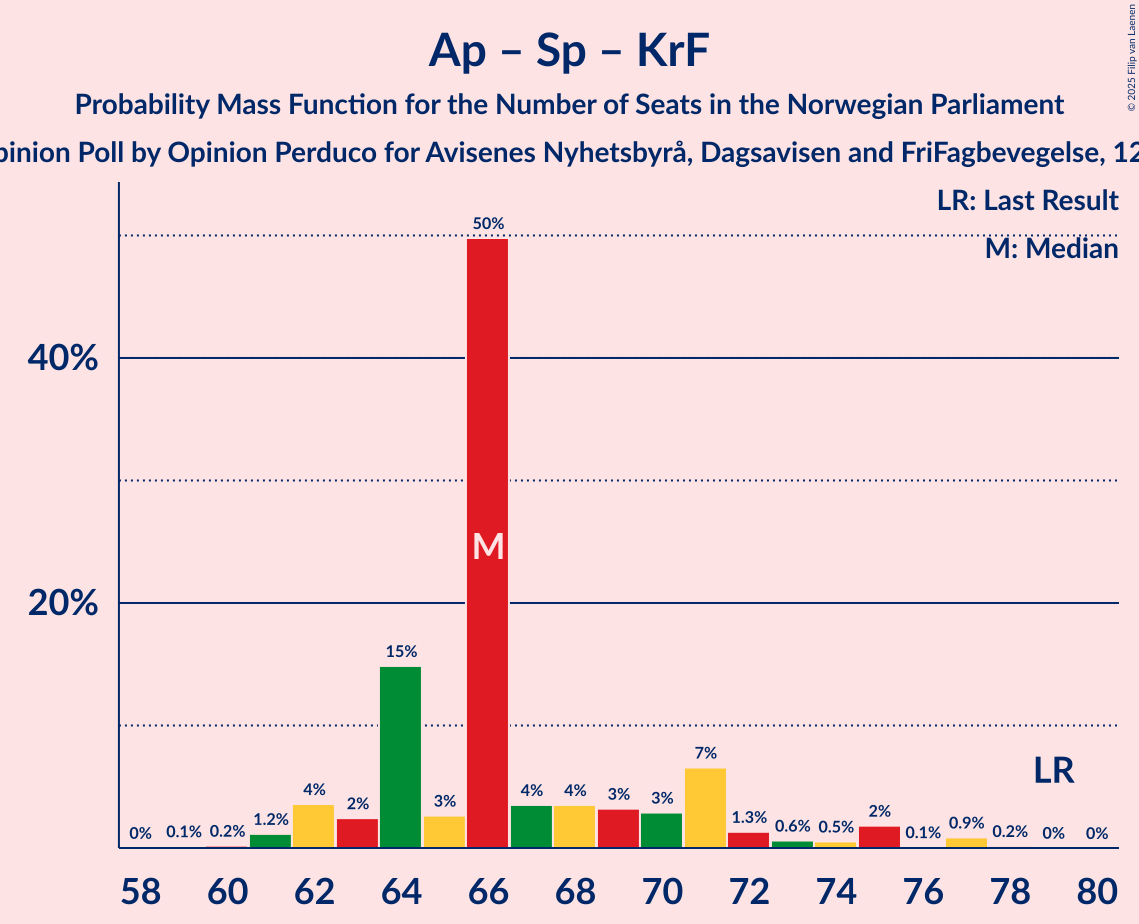 Ap – Sp – KrF
Probability Mass Function for the Number of Seats in the Norwegian Parliament
pinion Poll by Opinion Perduco for Avisenes Nyhetsbyrå, Dagsavisen and FriFagbevegelse, 12
© 2025 Filip van Laenen
LR: Last Result
M: Median
50%
40%
M
20%
15%
LR
7%
0%
0.1%
0.2%
1.2%
4%
2%
3%
4%
4%
3%
3%
1.3%
0.6%
0.5%
2%
0.1%
0.9%
0.2%
0%
0%
58 60 62 64 66 68 70 72 74 76 78 80